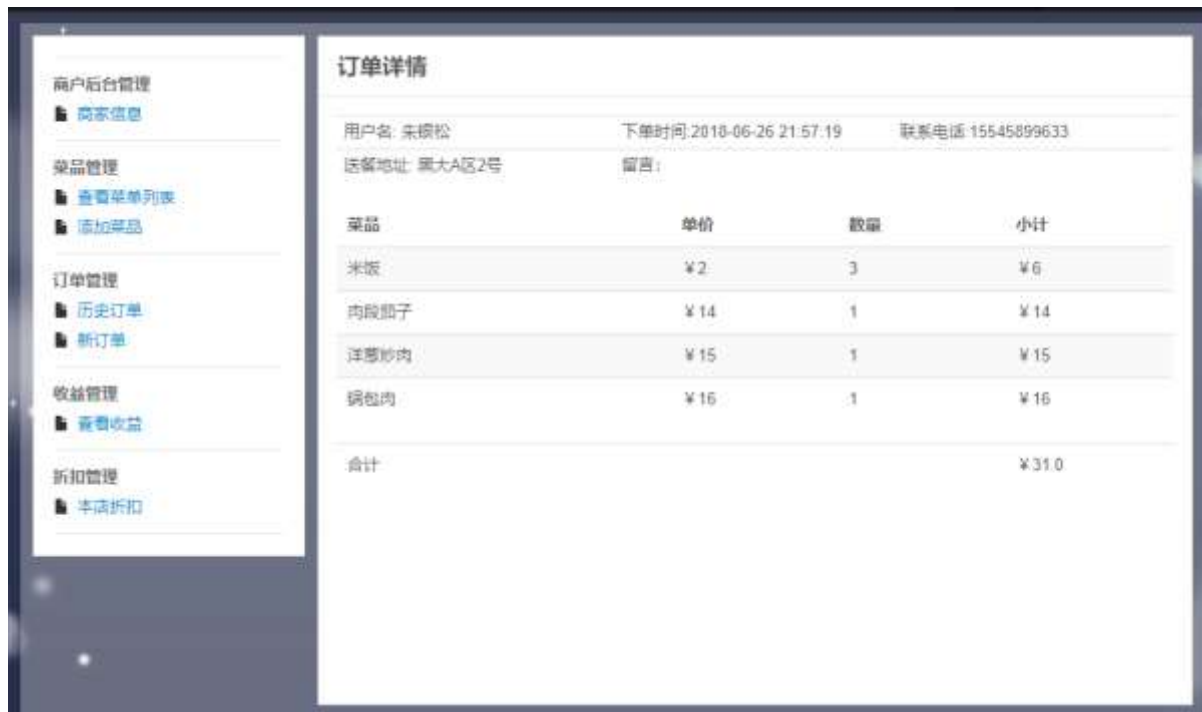 商户后台管理
商家信息
菜品管理
查看菜单列表
添加菜品
订单管理
历史订单
新订单
收益管理
查看收益
折扣管理
本店折扣
订单详情
用户名: 朱 松 下单时间:2018-06-26 21:57:19 联系电话:15545899633
送餐地址: 黑大A区2号 留言:
菜品 单价 数量 小计
米饭 ¥2 3 ¥6
肉段茄子 ¥14 1 ¥14
洋葱炒肉 ¥15 1 ¥15
锅包肉 ¥16 1 ¥16
合计 ¥31.0